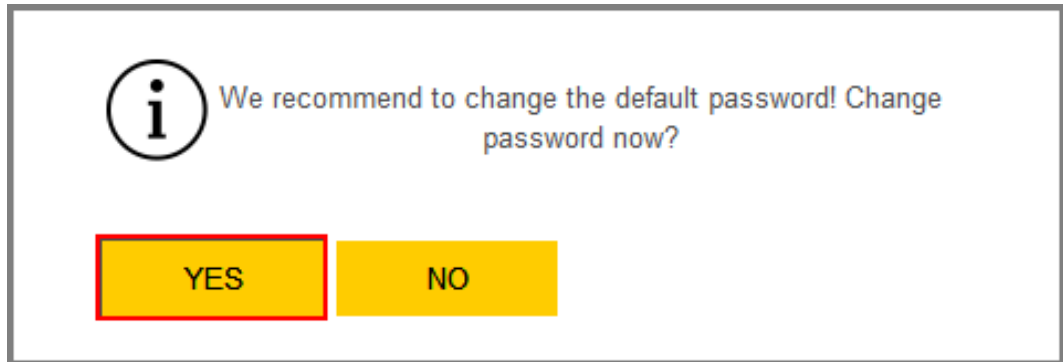 We recommend to change the default password! Change
password now?
YES
NO